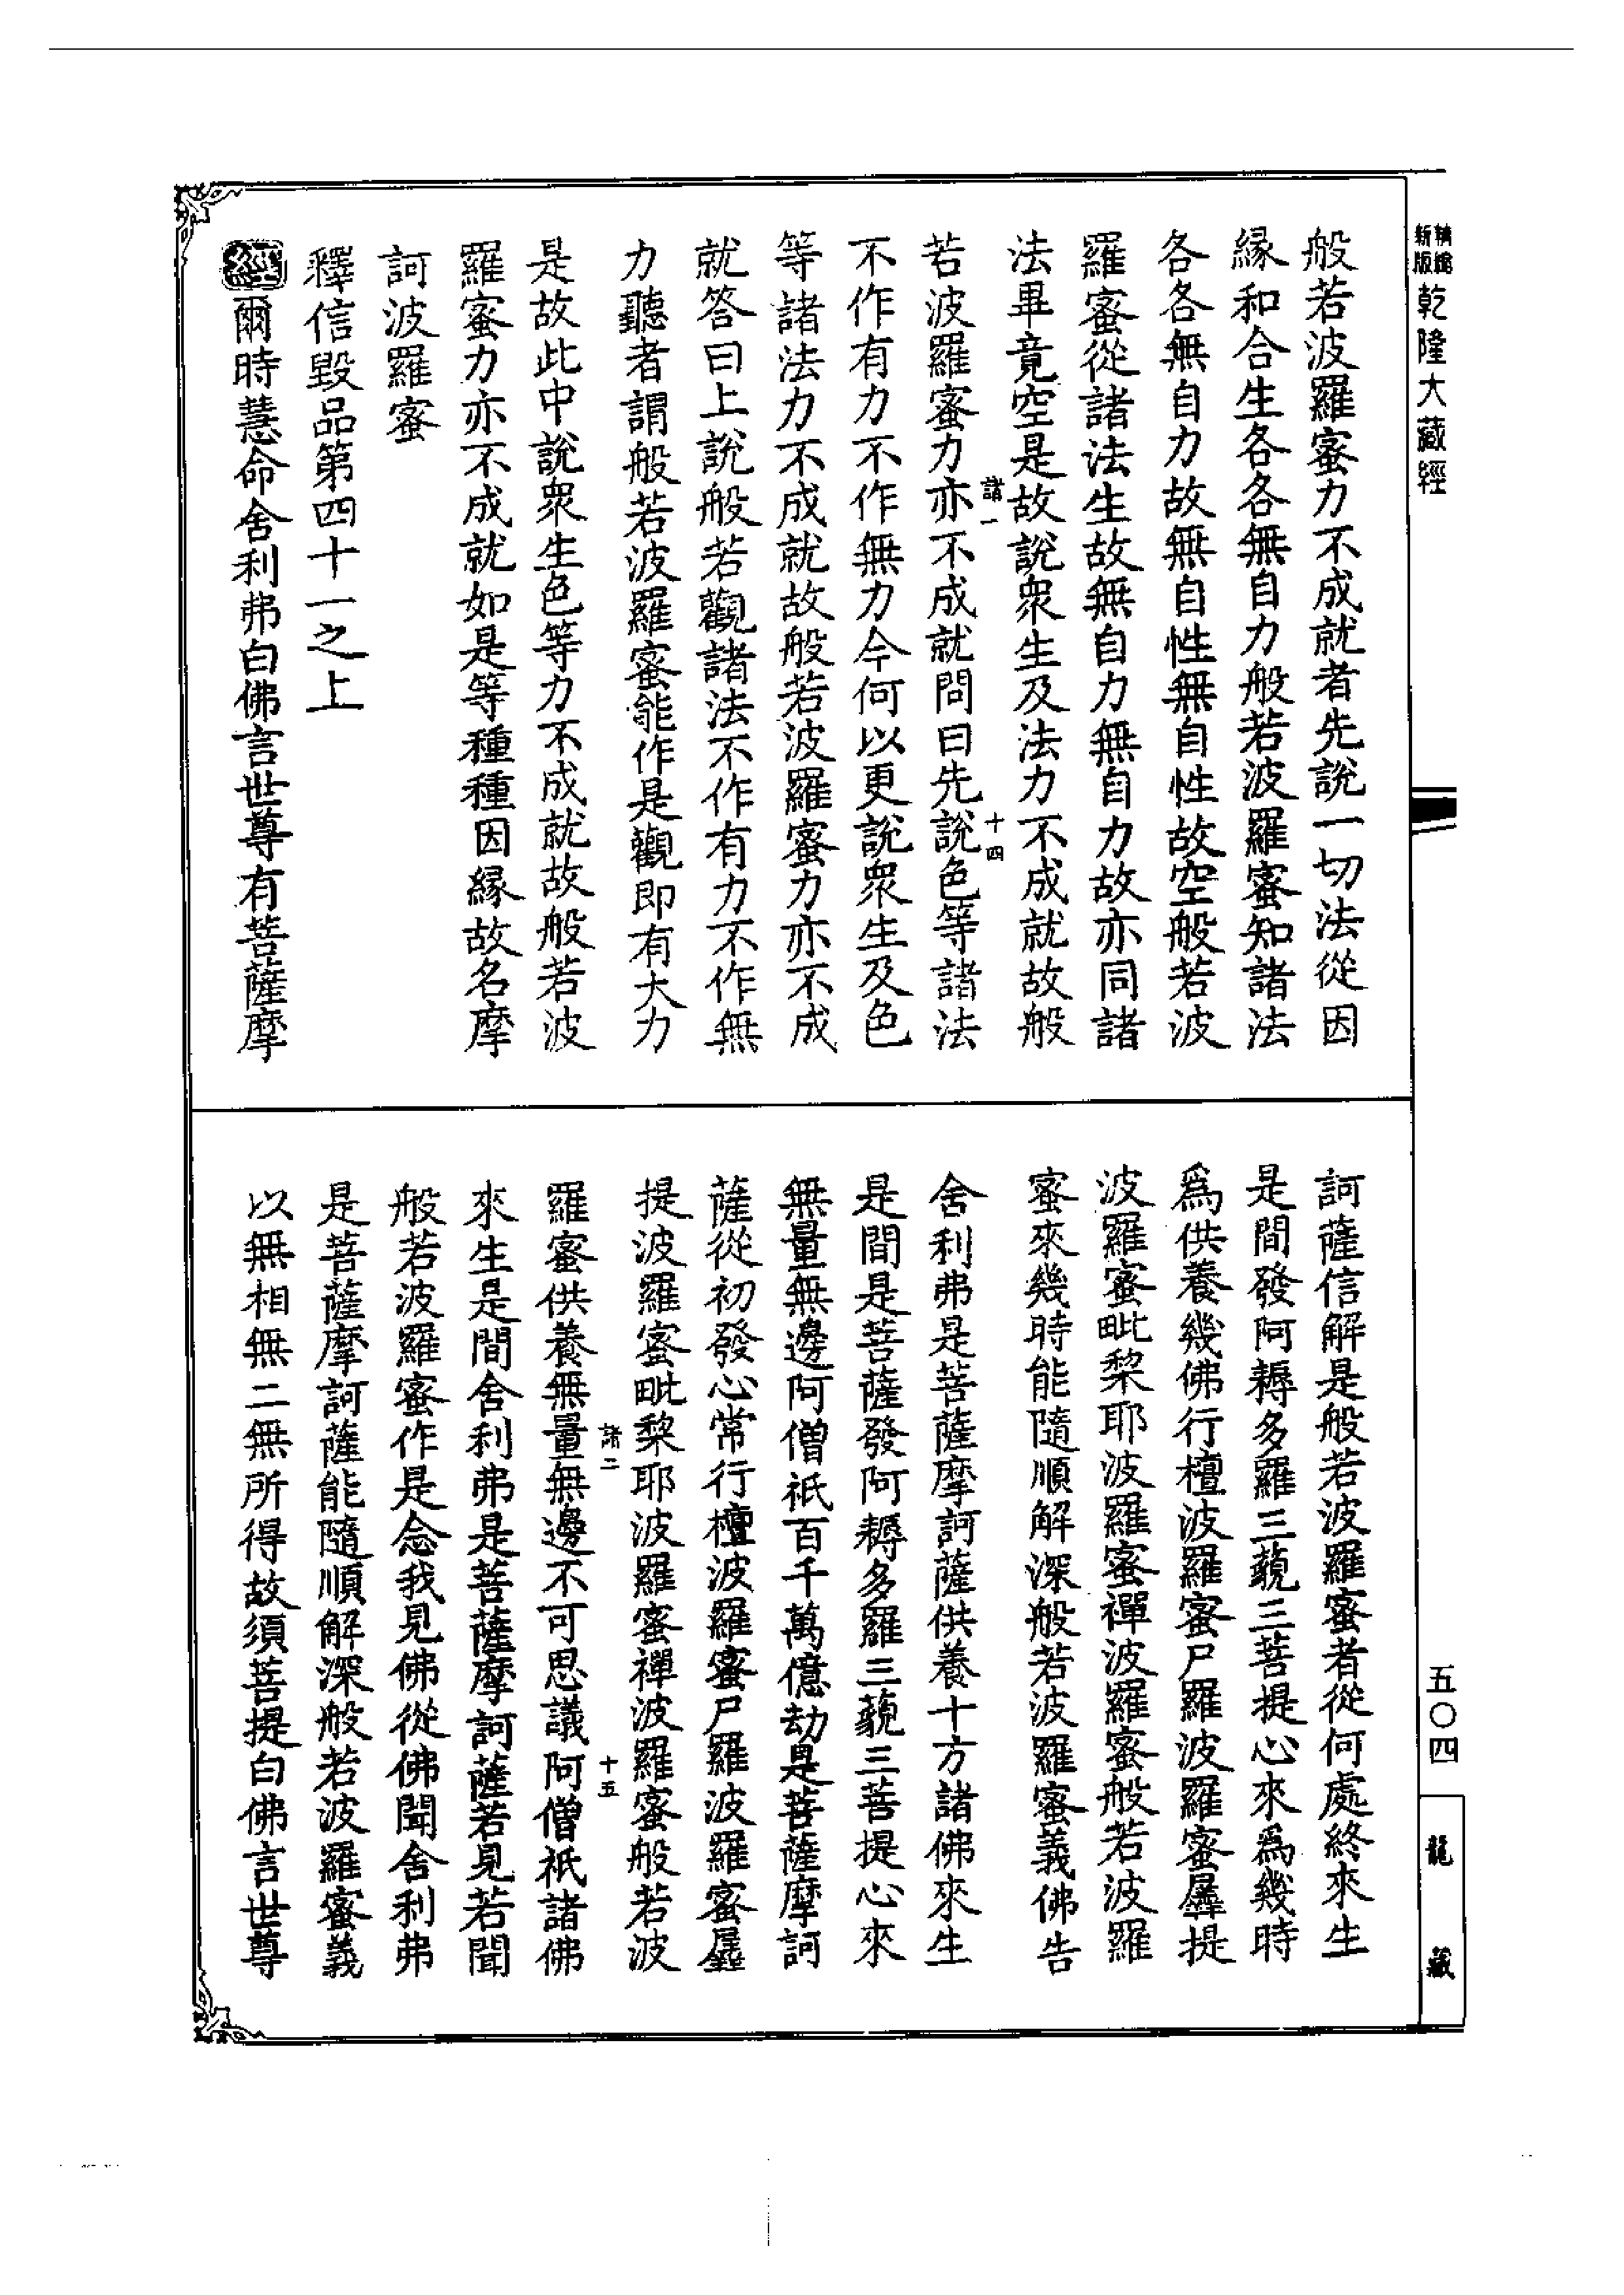 精縮
新版
乾隆大藏經
般若波羅蜜力不成就者先說一切法從因
緣和合生各各無自力般若波羅蜜知諸法
各各無自力故無自性無自性故空般若波
羅蜜從諸法生故無自力無自力故亦同諸
法畢竟空是故說眾生及法力不成就故般
諸一
十四
若波羅蜜力亦不成就問曰先說色等諸法
不作有力不作無力今何以更說眾生及色
等諸法力不成就故般若波羅蜜力亦不成
就答曰上說般若觀諸法不作有力不作無
力聽者謂般若波羅蜜能作是觀即有大力
是故此中說眾生色等力不成就故般若波
羅蜜力亦不成就如是等種種因緣故名摩
訶波羅蜜
釋信毀品第四十一之上
經爾時慧命舍利弗白佛言世尊有菩薩摩
訶薩信解是般若波羅蜜者從何處終來生
是間發阿耨多羅三藐三菩提心來為幾時
為供養幾佛行檀波羅蜜尸羅波羅蜜羼提
波羅蜜毗黎耶波羅蜜禪波羅蜜般若波羅
蜜來幾時能隨順解深般若波羅蜜義佛告
舍利弗是菩薩摩訶薩供養十方諸佛來生
是間是菩薩發阿耨多羅三藐三菩提心來
無量無邊阿僧祇百千萬億劫是菩薩摩訶
薩從初發心常行檀波羅蜜尸羅波羅蜜羼
提波羅蜜毗黎耶波羅蜜禪波羅蜜般若波
諸二
十五
羅蜜供養無量無邊不可思議阿僧祇諸佛
來生是間舍利弗是菩薩摩訶薩若見若聞
般若波羅蜜作是念我見佛從佛聞舍利弗
是菩薩摩訶薩能隨順解深般若波羅蜜義
以無相無二無所得故須菩提白佛言世尊
五〇四
龍藏